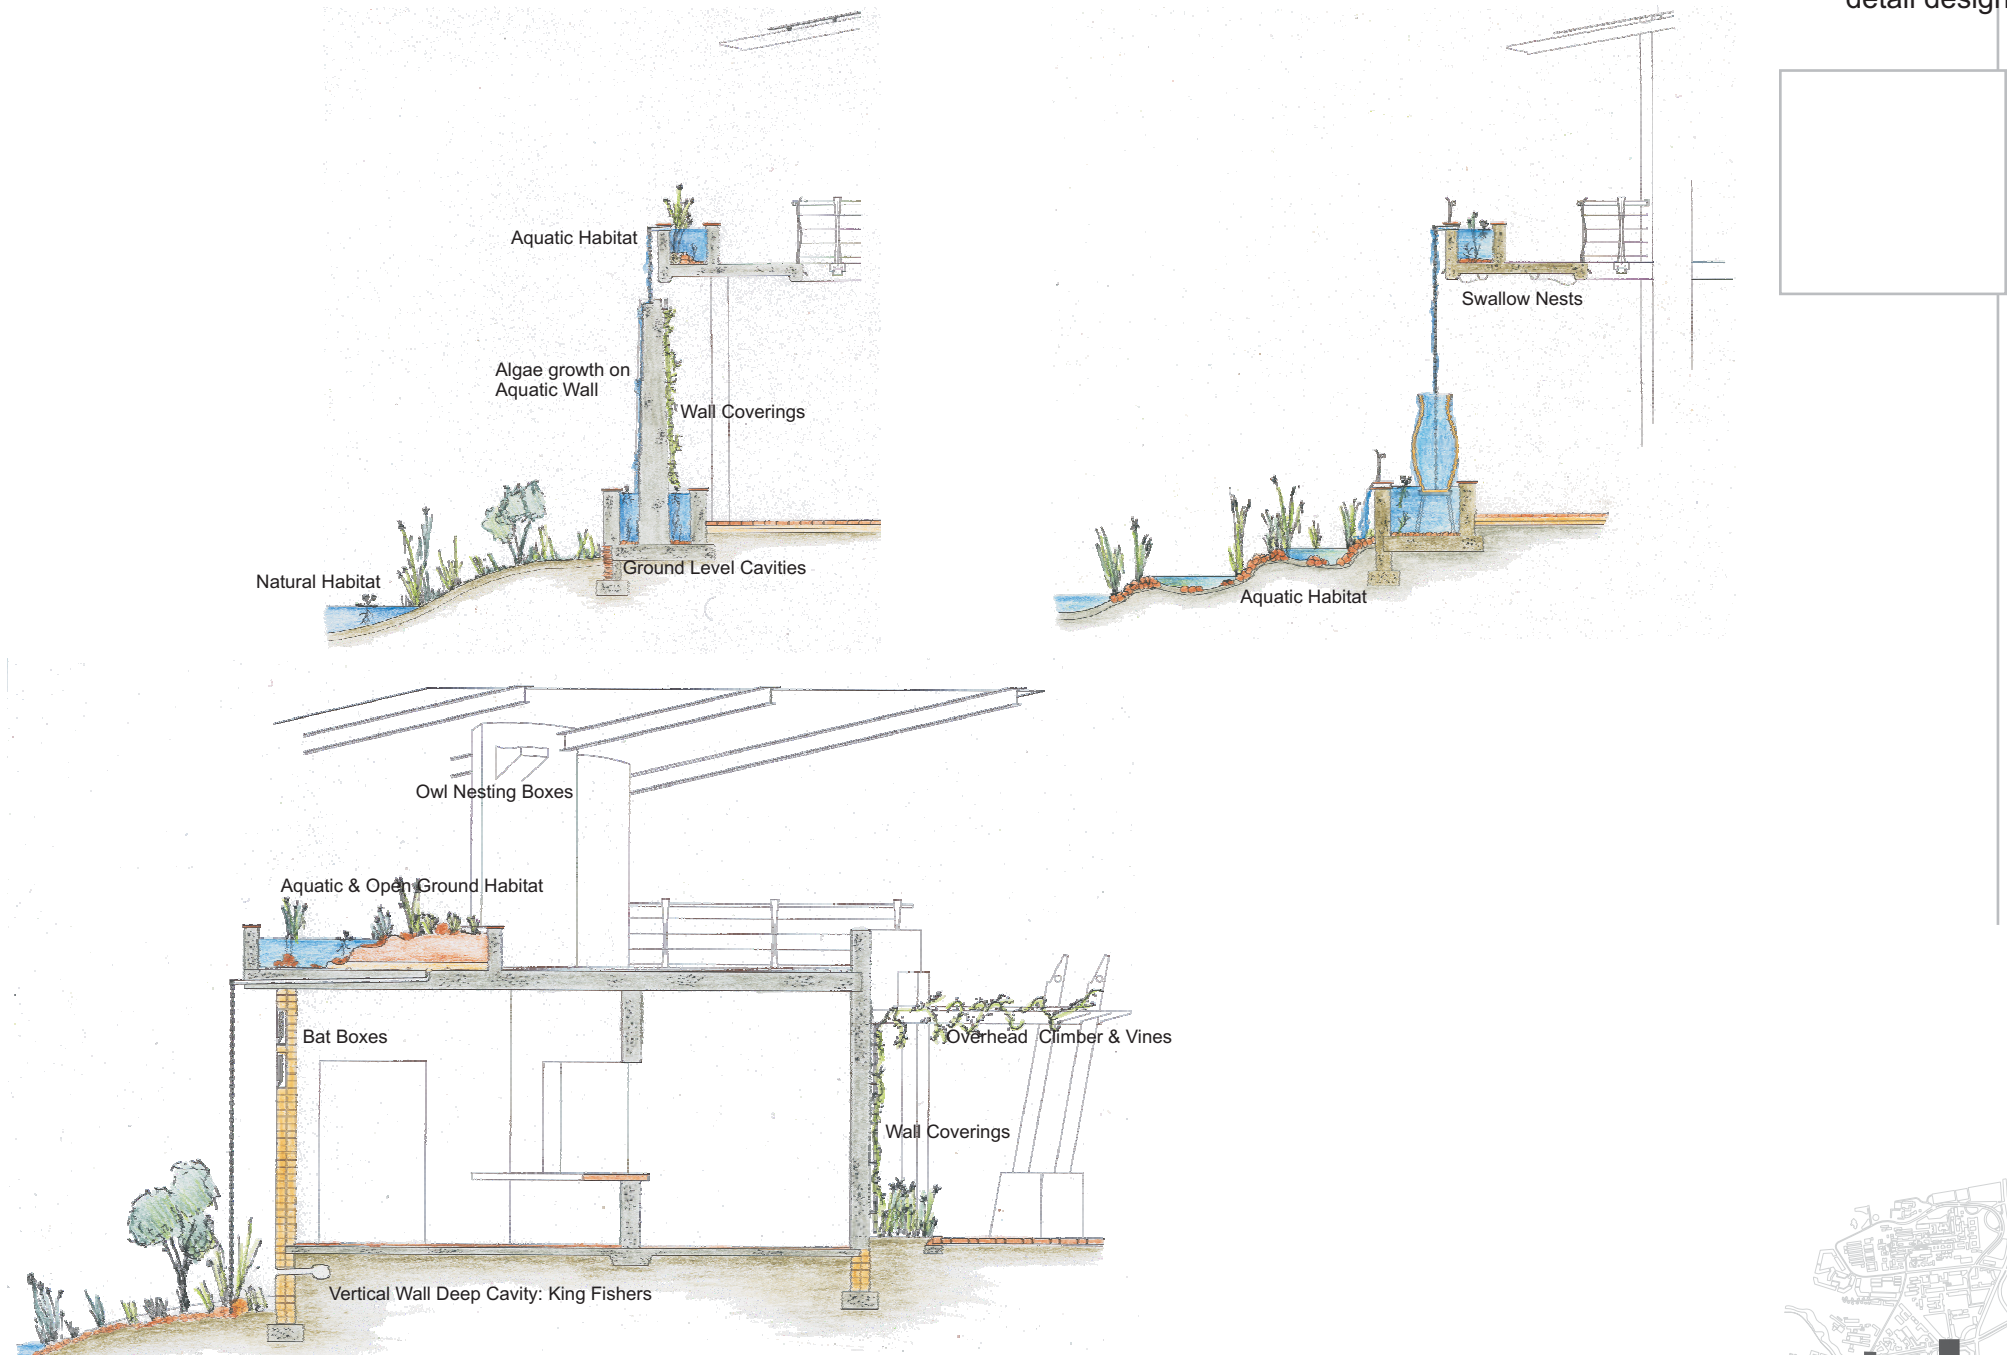 detail design
Aquatic Habitat
Algae growth on
Aquatic Wall
Wall Coverings
Natural Habitat
Ground Level Cavities
Swallow Nests
Aquatic Habitat
Owl Nesting Boxes
Aquatic & Open Ground Habitat
Bat Boxes
Overhead Climber & Vines
Wall Coverings
Vertical Wall Deep Cavity: King Fishers